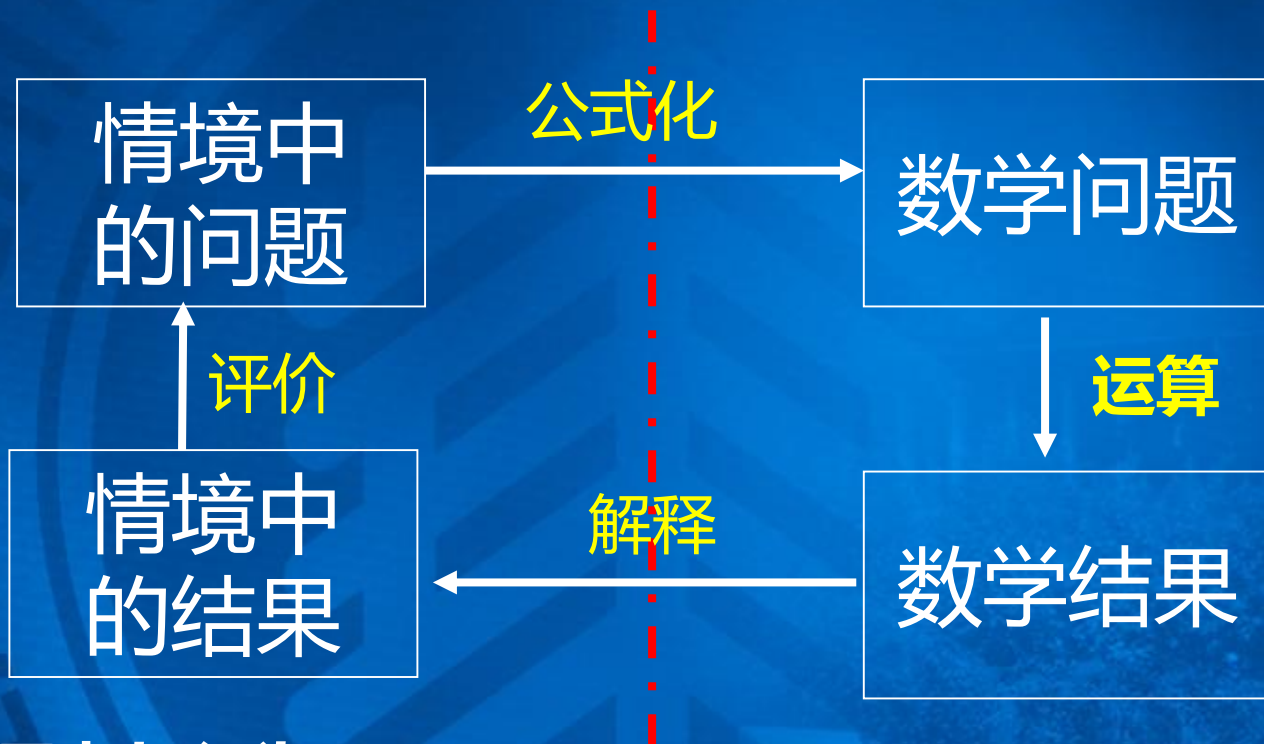 情境中
的问题
公式化
数学问题
评价
运算
情境中
的结果
解释
数学结果